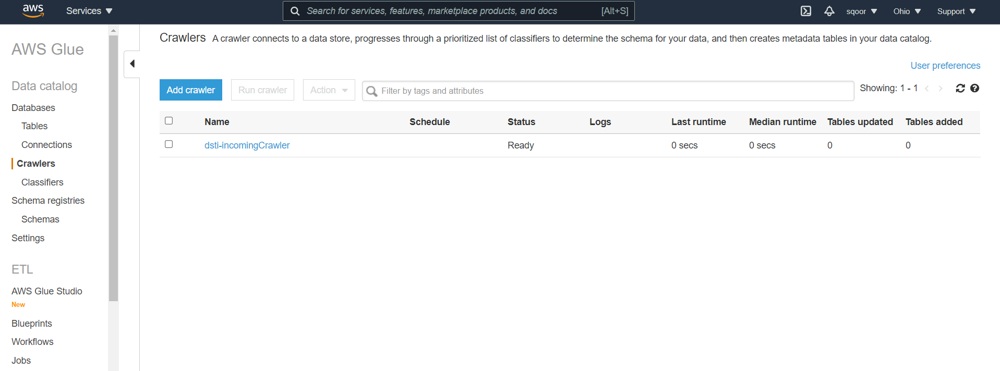 aws Services Search for services, features, marketplace products, and docs [Alt+S] sqoor Ohio Support
AWS Glue
Data catalog
Databases
Tables
Connections
Crawlers
Classifiers
Schema registries
Schemas
Settings
ETL
AWS Glue Studio
New
Blueprints
Workflows
Jobs
Crawlers A crawler connects to a data store, progresses through a prioritized list of classifiers to determine the schema for your data, and then creates metadata tables in your data catalog.
User preferences
Add crawler Run crawler Action Filter by tags and attributes Showing: 1 - 1
Name Schedule Status Logs Last runtime Median runtime Tables updated Tables added
dsti-incomingCrawler Ready 0 secs 0 secs 0 0